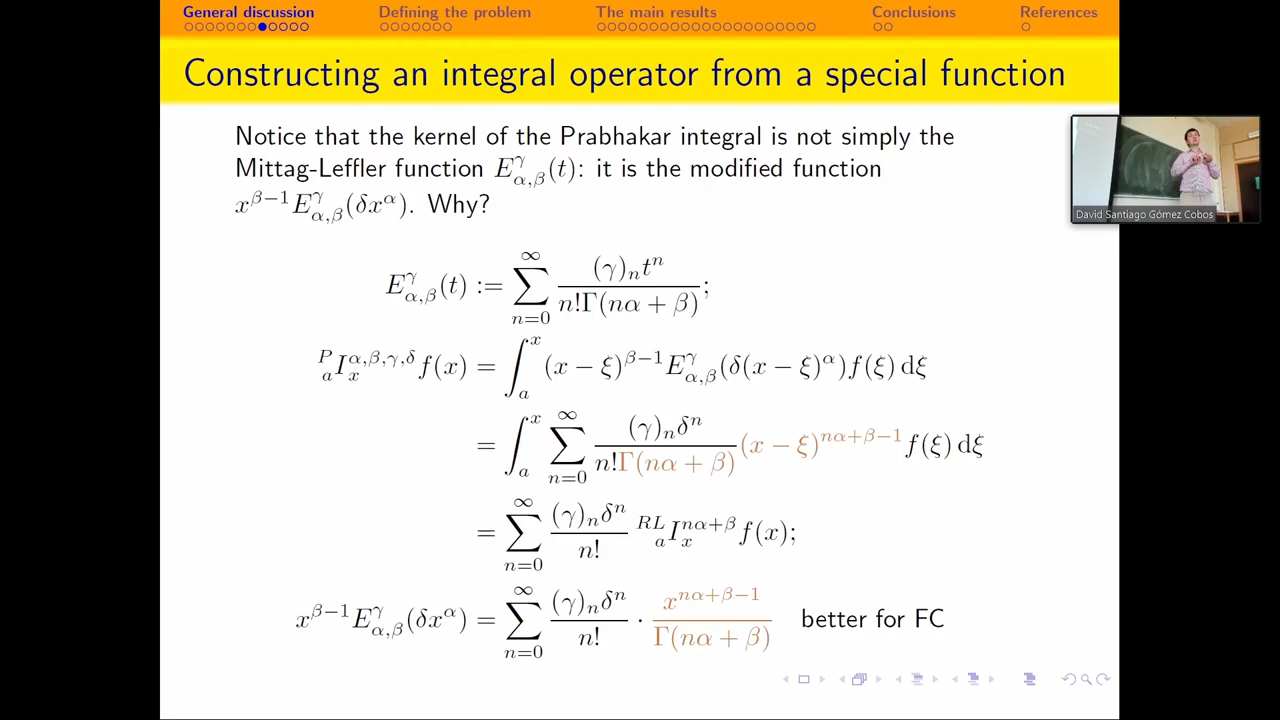 General discussion Defining the problem The main results Conclusions References
Constructing an integral operator from a special function
Notice that the kernel of the Prabhakar integral is not simply the
Mittag-Leffler function E^γ_{α,β}(t): it is the modified function
x^{β−1}E^γ_{α,β}(δx^α). Why?
David Santiago Gómez Cobos
E^γ_{α,β}(t) := ∑_{n=0}^{∞} (γ)_n t^n / n!Γ(nα + β);
^P_a I_x^{α,β,γ,δ} f(x) = ∫_a^x (x − ξ)^{β−1} E^γ_{α,β}(δ(x − ξ)^α) f(ξ) dξ
= ∫_a^x ∑_{n=0}^{∞} (γ)_n δ^n / n!Γ(nα + β) (x − ξ)^{nα+β−1} f(ξ) dξ
= ∑_{n=0}^{∞} (γ)_n δ^n / n! ^{RL}_a I_x^{nα+β} f(x);
x^{β−1}E^γ_{α,β}(δx^α) = ∑_{n=0}^{∞} (γ)_n δ^n / n! · x^{nα+β−1} / Γ(nα + β) better for FC